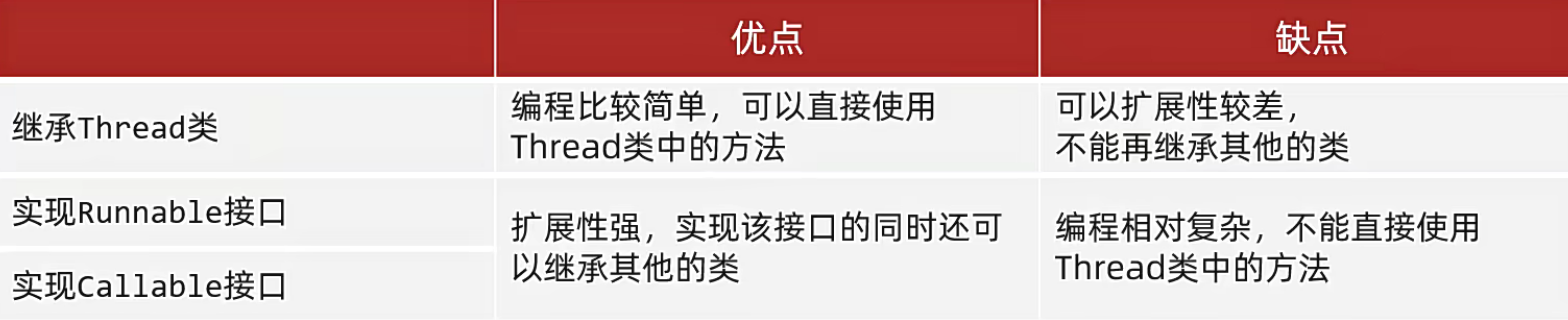 优点
缺点
继承Thread类
编程比较简单，可以直接使用
Thread类中的方法
可以扩展性较差，
不能再继承其他的类
实现Runnable接口
实现Callable接口
扩展性强，实现该接口的同时还可
以继承其他的类
编程相对复杂，不能直接使用
Thread类中的方法